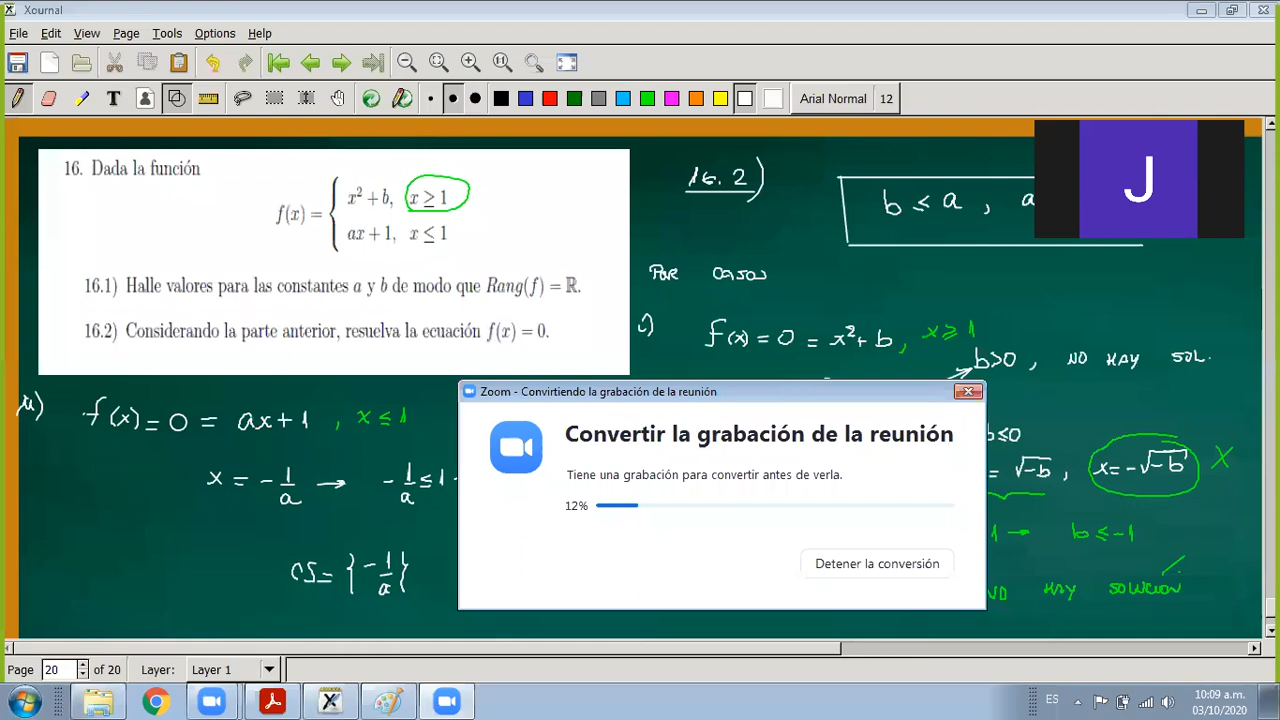 Xournal
File Edit View Page Tools Options Help
Arial Normal 12
16. Dada la función
f(x) = { x² + b, x ≥ 1
ax + 1, x ≤ 1
16.1) Halle valores para las constantes a y b de modo que Rang(f) = ℝ.
16.2) Considerando la parte anterior, resuelva la ecuación f(x) = 0.
16.2)
b ≤ a , a
J
Por casos
i) f(x) = 0 = x² + b, x ≥ 1
b>0, NO HAY SOL.
b≤0
= √-b, x = -√-b X
1 → b ≤ -1
NO HAY SOLUCION
ii) f(x) = 0 = ax + 1, x ≤ 1
x = -1/a → -1/a ≤ 1
CS = {-1/a}
Zoom - Convirtiendo la grabación de la reunión
Convertir la grabación de la reunión
Tiene una grabación para convertir antes de verla.
12%
Detener la conversión
Page 20 of 20 Layer: Layer 1
ES
10:09 a.m.
03/10/2020